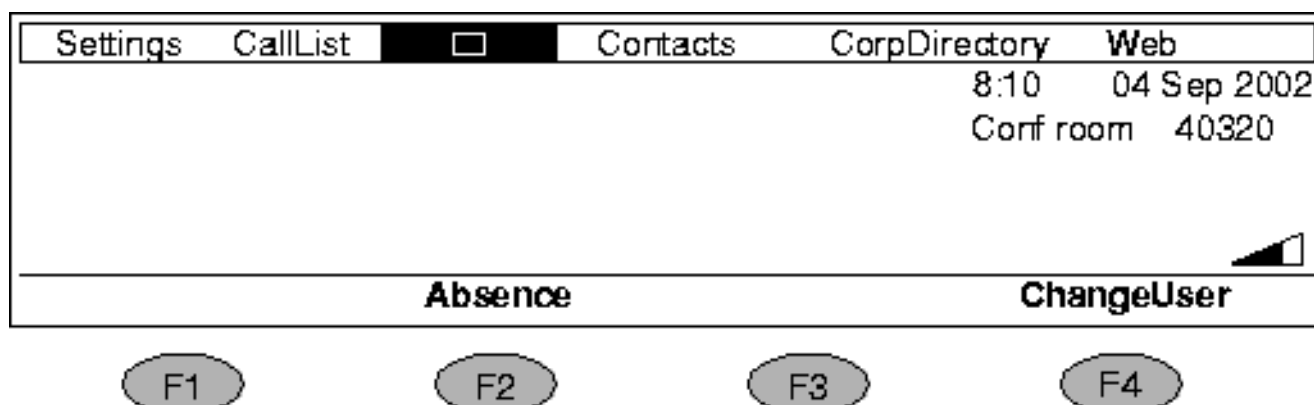 Settings CallList Contacts CorpDirectory Web
8:10 04 Sep 2002
Conf room 40320
Absence ChangeUser
F1 F2 F3 F4